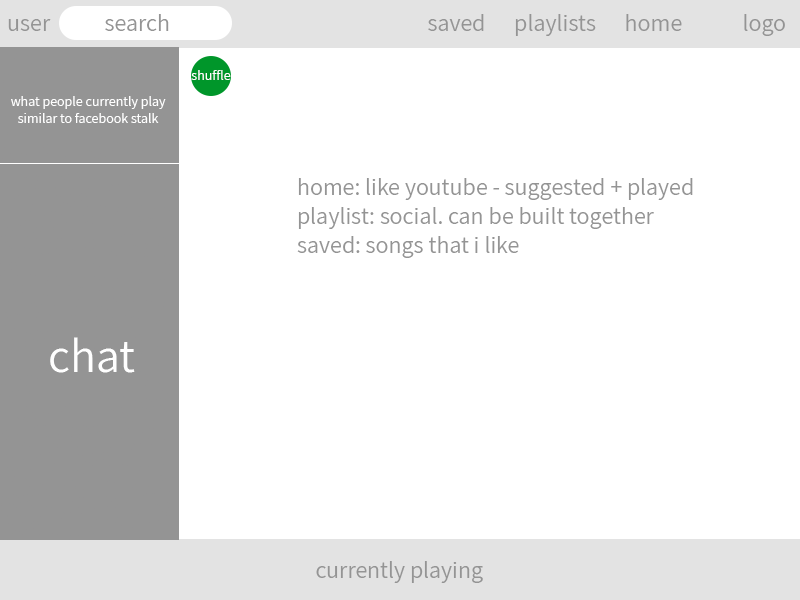 user
search
saved
playlists
home
logo
what people currently play
similar to facebook stalk
shuffle
home: like youtube - suggested + played
playlist: social. can be built together
saved: songs that i like
chat
currently playing